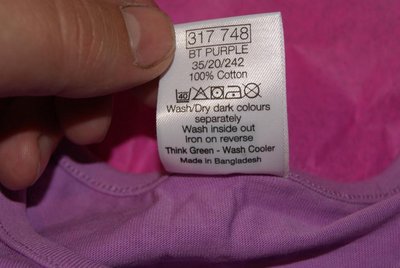 317 748
BT PURPLE
35/20/242
100% Cotton
40
Wash/Dry dark colours
separately
Wash inside out
Iron on reverse
Think Green - Wash Cooler
Made in Bangladesh